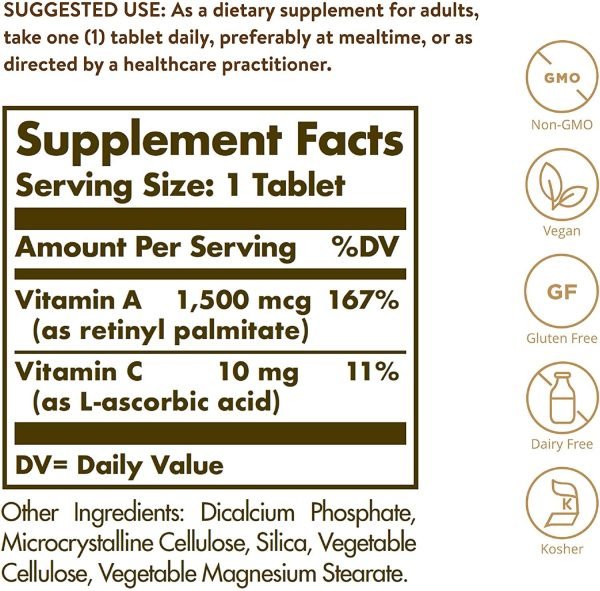 SUGGESTED USE: As a dietary supplement for adults,
take one (1) tablet daily, preferably at mealtime, or as
directed by a healthcare practitioner.
Supplement Facts
Serving Size: 1 Tablet
Amount Per Serving %DV
Vitamin A 1,500 mcg 167%
(as retinyl palmitate)
Vitamin C 10 mg 11%
(as L-ascorbic acid)
DV= Daily Value
Other Ingredients: Dicalcium Phosphate,
Microcrystalline Cellulose, Silica, Vegetable
Cellulose, Vegetable Magnesium Stearate.
GMO
Non-GMO
Vegan
GF
Gluten Free
Dairy Free
K
Kosher